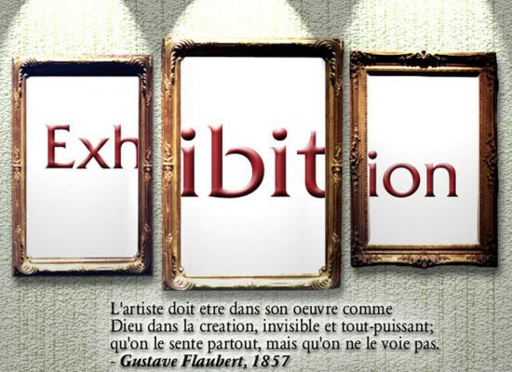 Exhibition
L'artiste doit etre dans son oeuvre comme
Dieu dans la creation, invisible et tout-puissant;
qu'on le sente partout, mais qu'on ne le voie pas.
- Gustave Flaubert, 1857